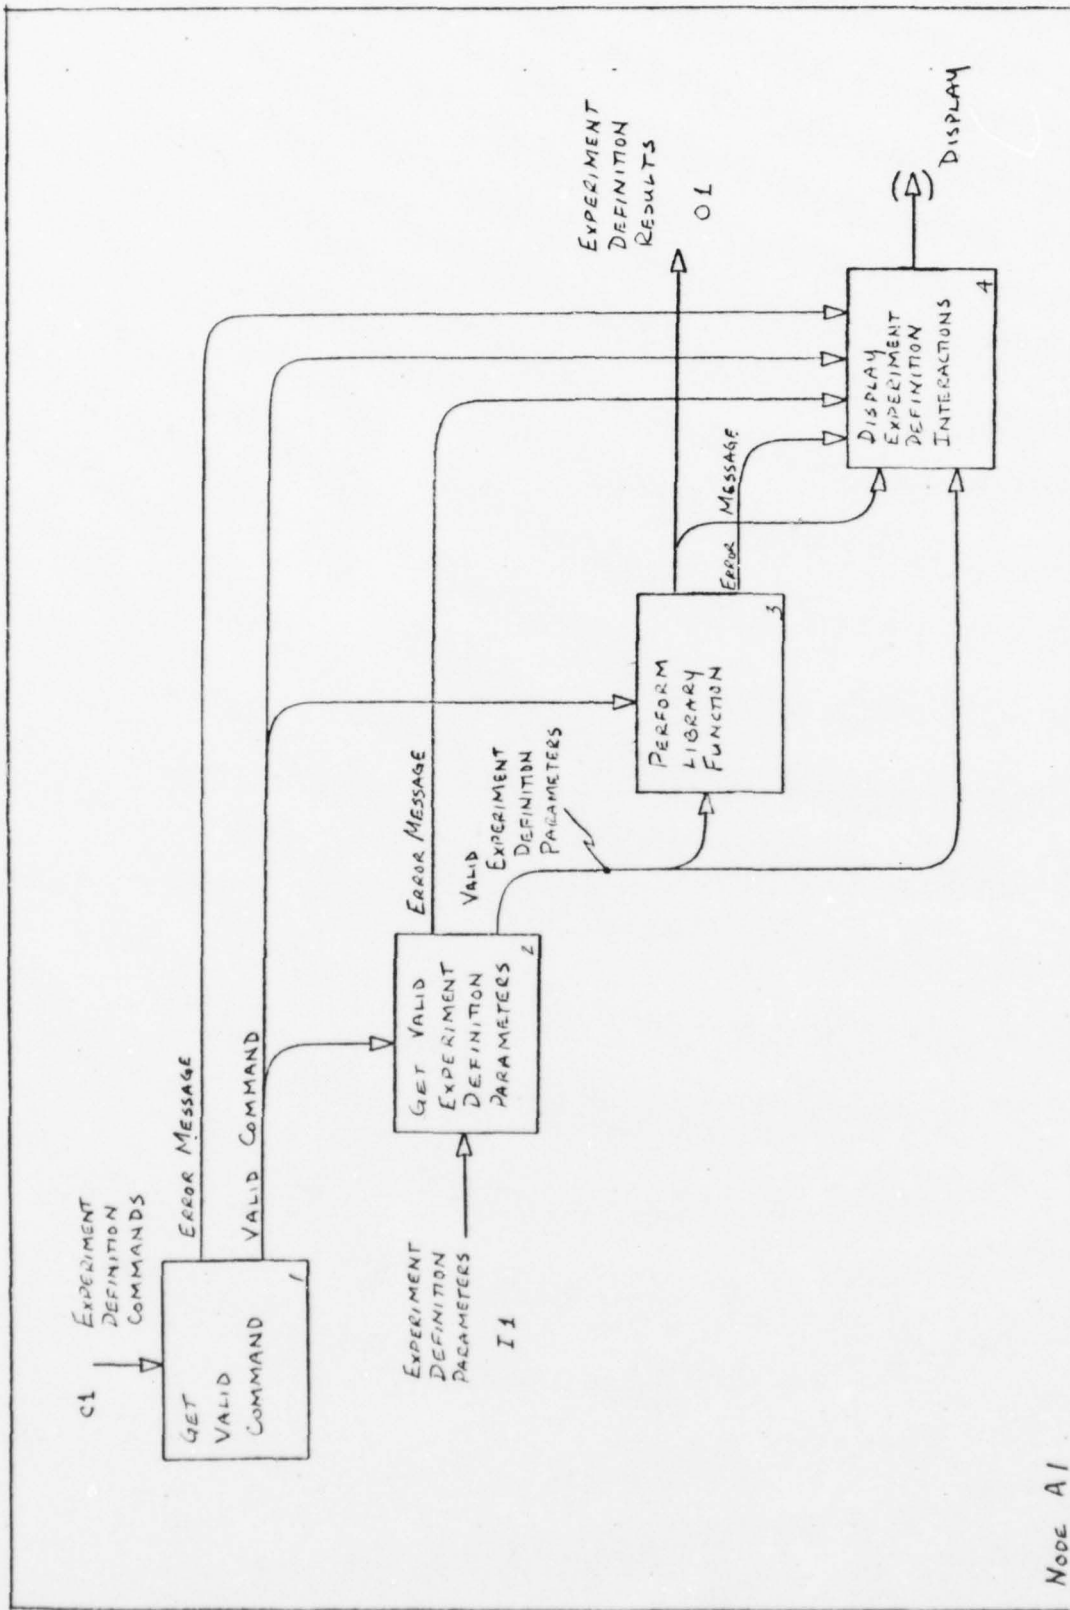 C1
EXPERIMENT
DEFINITION
COMMANDS
GET
VALID
COMMAND
1
ERROR MESSAGE
VALID COMMAND
EXPERIMENT
DEFINITION
PARAMETERS
I1
GET VALID
EXPERIMENT
DEFINITION
PARAMETERS
2
ERROR MESSAGE
VALID
EXPERIMENT
DEFINITION
PARAMETERS
PERFORM
LIBRARY
FUNCTION
3
ERROR MESSAGE
EXPERIMENT
DEFINITION
RESULTS
O1
DISPLAY
EXPERIMENT
DEFINITION
INTERACTIONS
4
( )
DISPLAY
NODE A1